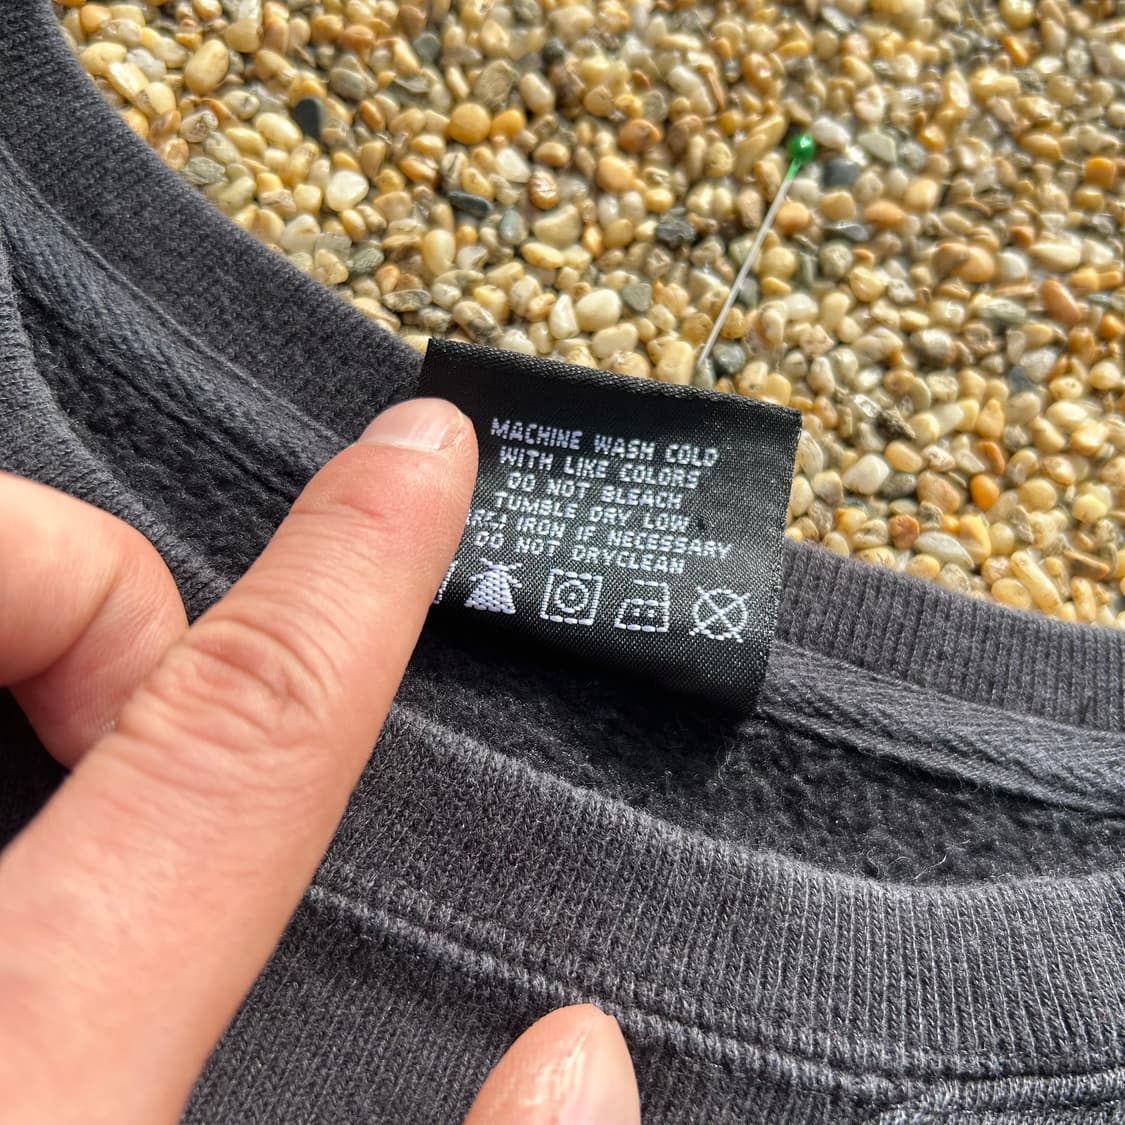 MACHINE WASH COLD
WITH LIKE COLORS
DO NOT BLEACH
TUMBLE DRY LOW
IRON IF NECESSARY
DO NOT DRYCLEAN